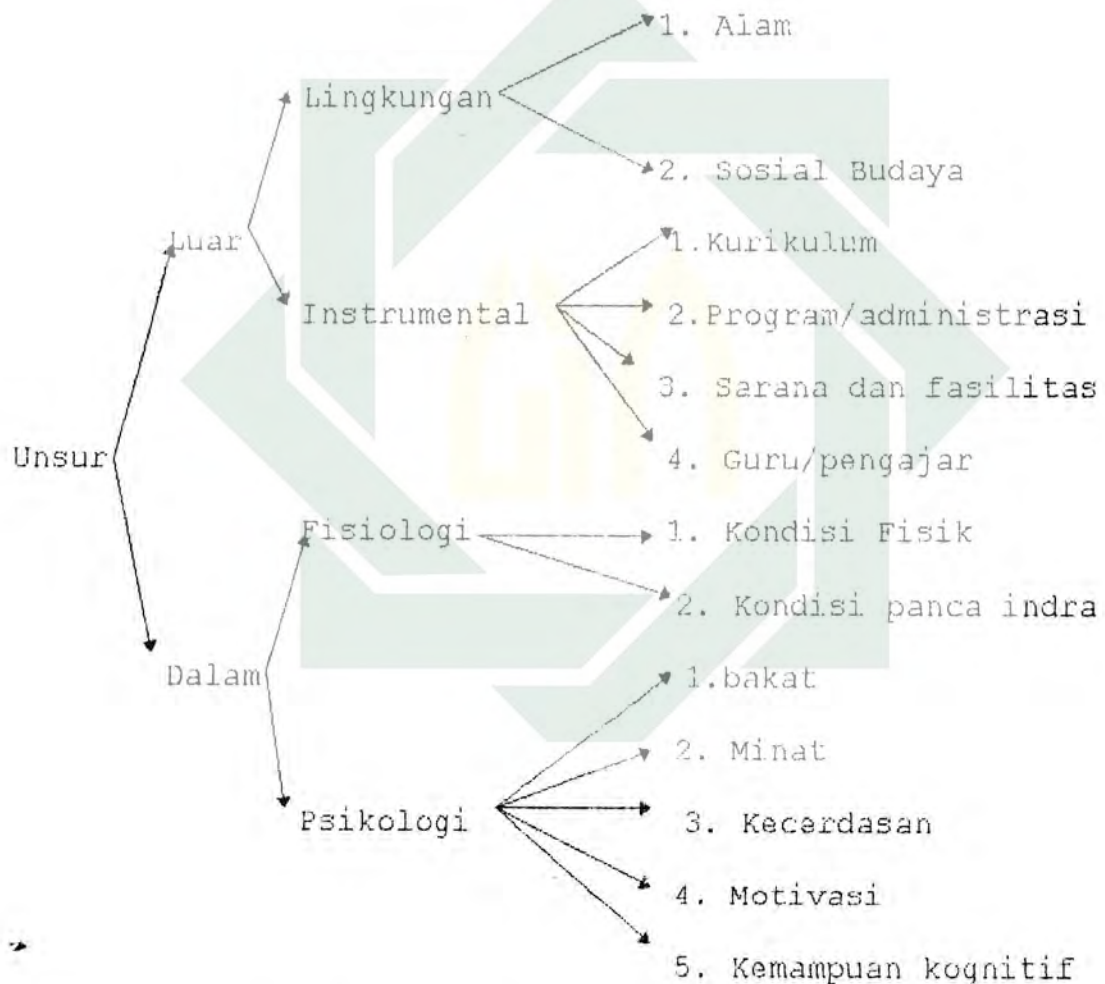 1. Alam
Lingkungan
2. Sosial Budaya
Luar
1.Kurikulum
Instrumental
2.Program/administrasi
3. Sarana dan fasilitas
Unsur
4. Guru/pengajar
Fisiologi
1. Kondisi Fisik
2. Kondisi panca indra
Dalam
1.bakat
2. Minat
Psikologi
3. Kecerdasan
4. Motivasi
5. Kemampuan kognitif